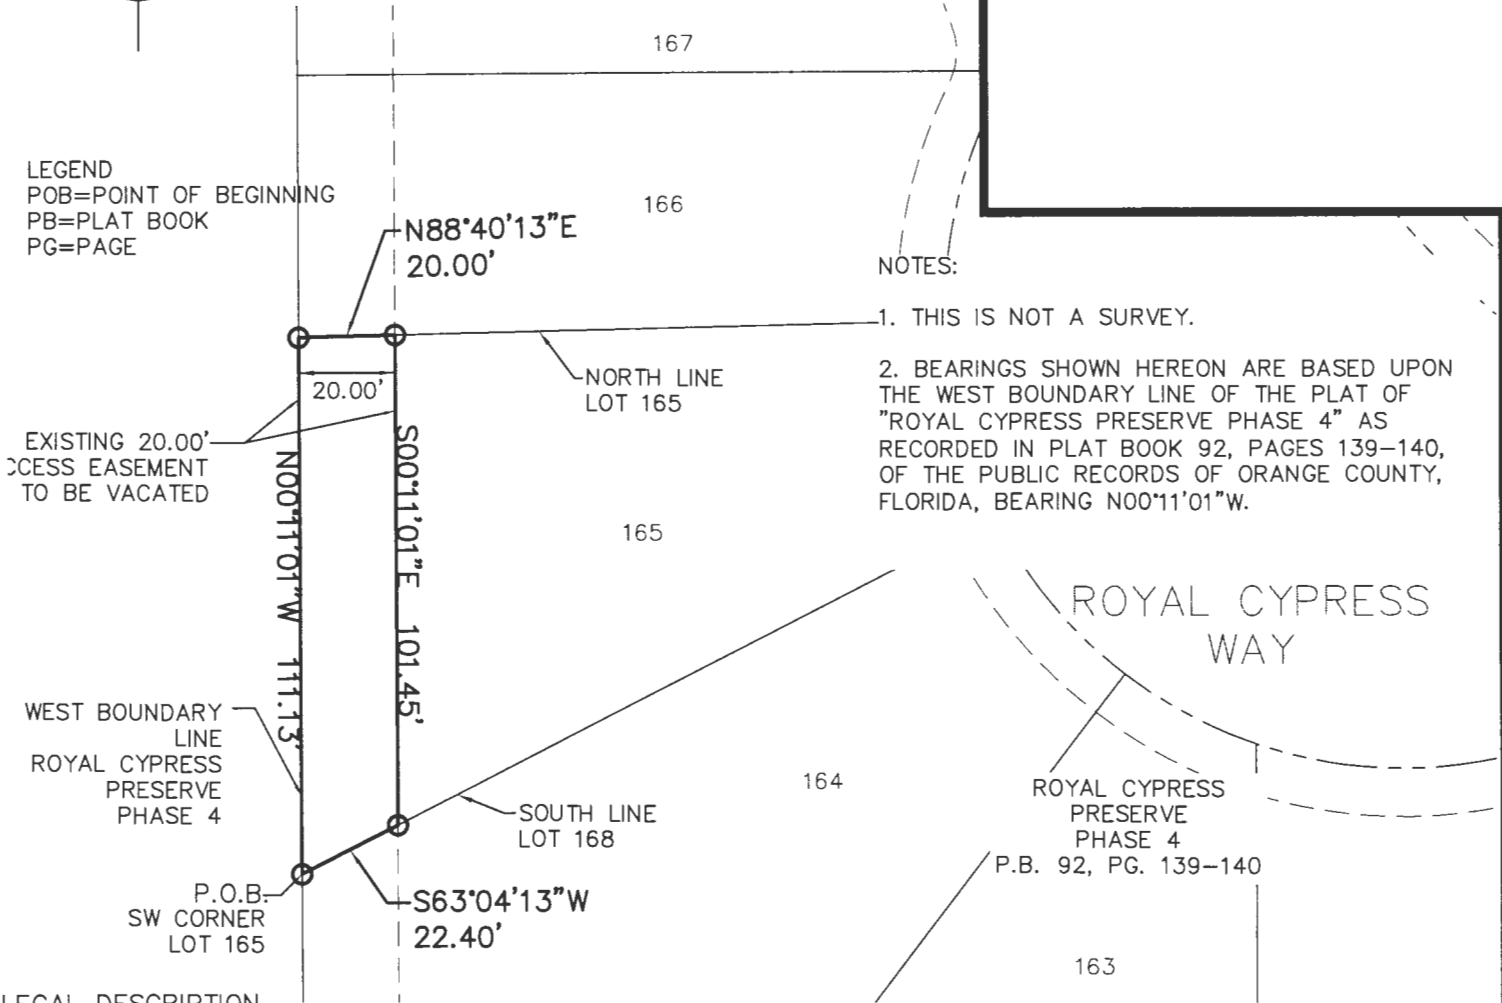 167
LEGEND
POB=POINT OF BEGINNING
PB=PLAT BOOK
PG=PAGE
166
N88°40'13"E
20.00'
NOTES:
1. THIS IS NOT A SURVEY.
2. BEARINGS SHOWN HEREON ARE BASED UPON
THE WEST BOUNDARY LINE OF THE PLAT OF
"ROYAL CYPRESS PRESERVE PHASE 4" AS
RECORDED IN PLAT BOOK 92, PAGES 139-140,
OF THE PUBLIC RECORDS OF ORANGE COUNTY,
FLORIDA, BEARING N00°11'01"W.
20.00'
NORTH LINE
LOT 165
EXISTING 20.00'
CCESS EASEMENT
TO BE VACATED
N00°11'01"W 111.13'
S00°11'01"E 101.45'
165
ROYAL CYPRESS
WAY
WEST BOUNDARY
LINE
ROYAL CYPRESS
PRESERVE
PHASE 4
SOUTH LINE
LOT 168
164
ROYAL CYPRESS
PRESERVE
PHASE 4
P.B. 92, PG. 139-140
P.O.B.
SW CORNER
LOT 165
S63°04'13"W
22.40'
163
LEGAL DESCRIPTION